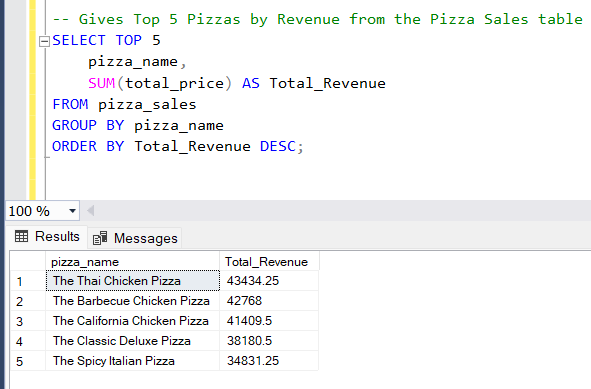 -- Gives Top 5 Pizzas by Revenue from the Pizza Sales table
SELECT TOP 5
pizza_name,
SUM(total_price) AS Total_Revenue
FROM pizza_sales
GROUP BY pizza_name
ORDER BY Total_Revenue DESC;
100 %
Results Messages
pizza_name Total_Revenue
1 The Thai Chicken Pizza 43434.25
2 The Barbecue Chicken Pizza 42768
3 The California Chicken Pizza 41409.5
4 The Classic Deluxe Pizza 38180.5
5 The Spicy Italian Pizza 34831.25